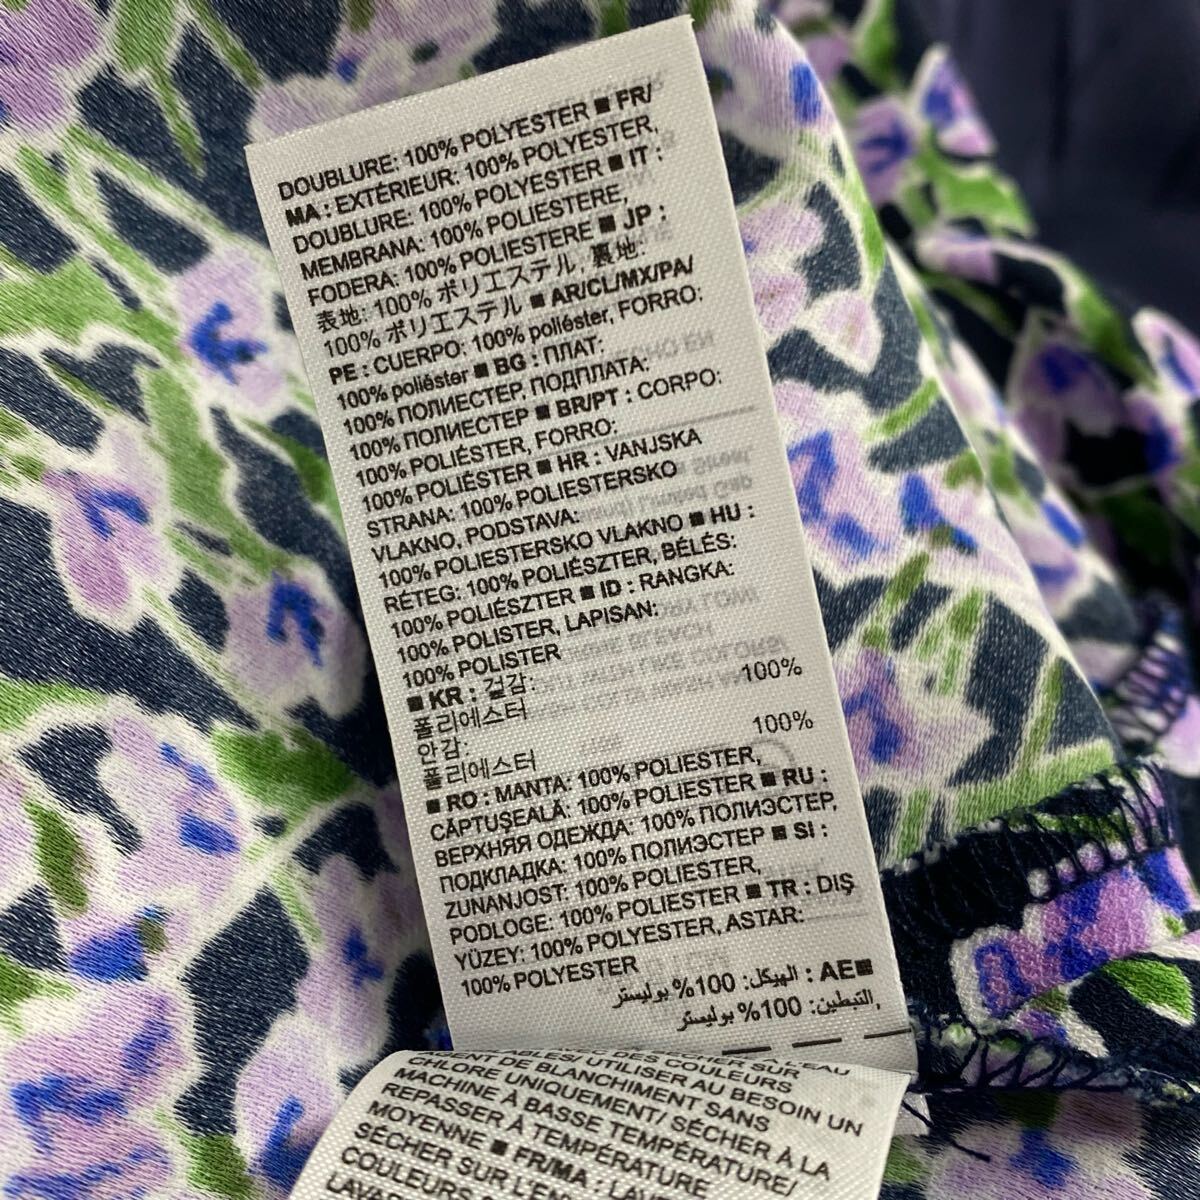 DOUBLURE: 100% POLYESTER ■ FR/
MA : EXTÉRIEUR: 100% POLYESTER,
DOUBLURE: 100% POLYESTER ■ IT :
MEMBRANA: 100% POLIESTERE,
FODERA: 100% POLIESTERE ■ JP :
表地: 100% ポリエステル, 裏地:
100% ポリエステル ■ AR/CL/MX/PA/
PE : CUERPO: 100% poliéster, FORRO:
100% poliéster ■ BG : ПЛАТ:
100% ПОЛИЕСТЕР, ПОДПЛАТА:
100% ПОЛИЕСТЕР ■ BR/PT : CORPO:
100% POLIÉSTER, FORRO:
100% POLIÉSTER ■ HR : VANJSKA
STRANA: 100% POLIESTERSKO
VLAKNO, PODSTAVA:
100% POLIESTERSKO VLAKNO ■ HU :
RÉTEG: 100% POLIÉSZTER, BÉLÉS:
100% POLIÉSZTER ■ ID : RANGKA:
100% POLISTER, LAPISAN:
100% POLISTER
■ KR : 겉감: 100%
폴리에스터
안감: 100%
폴리에스터
■ RO : MANTA: 100% POLIESTER,
CĂPTUŞEALĂ: 100% POLIESTER ■ RU :
ВЕРХНЯЯ ОДЕЖДА: 100% ПОЛИЭСТЕР,
ПОДКЛАДКА: 100% ПОЛИЭСТЕР ■ SI :
ZUNANJOST: 100% POLIESTER,
PODLOGE: 100% POLIESTER ■ TR : DIŞ
YÜZEY: 100% POLYESTER, ASTAR:
100% POLYESTER
■AE : الهيكل: 100% بوليستر
,التبطين: 100% بوليستر
DES COULEURS
AGENT DE BLANCHIMENT SANS
CHLORE UNIQUEMENT/ SÉCHER À LA
MACHINE À BASSE TEMPÉRATURE/
REPASSER À TEMPÉRATURE
MOYENNE ■ FR/MA : LAVER
SÉCHER SUR L'EN
COULEURS